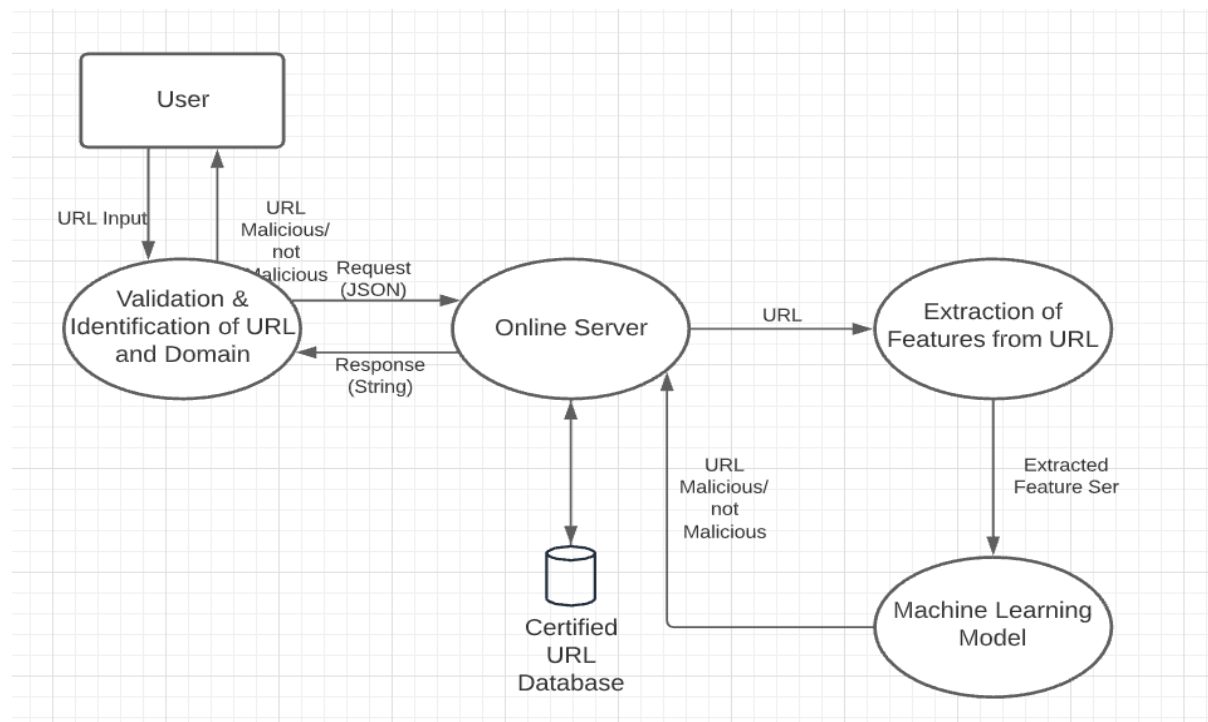 User
URL Input
URL
Malicious/
not
Malicious
Request
(JSON)
Validation &
Identification of URL
and Domain
Response
(String)
Online Server
URL
Extraction of
Features from URL
URL
Malicious/
not
Malicious
Extracted
Feature Ser
Certified
URL
Database
Machine Learning
Model